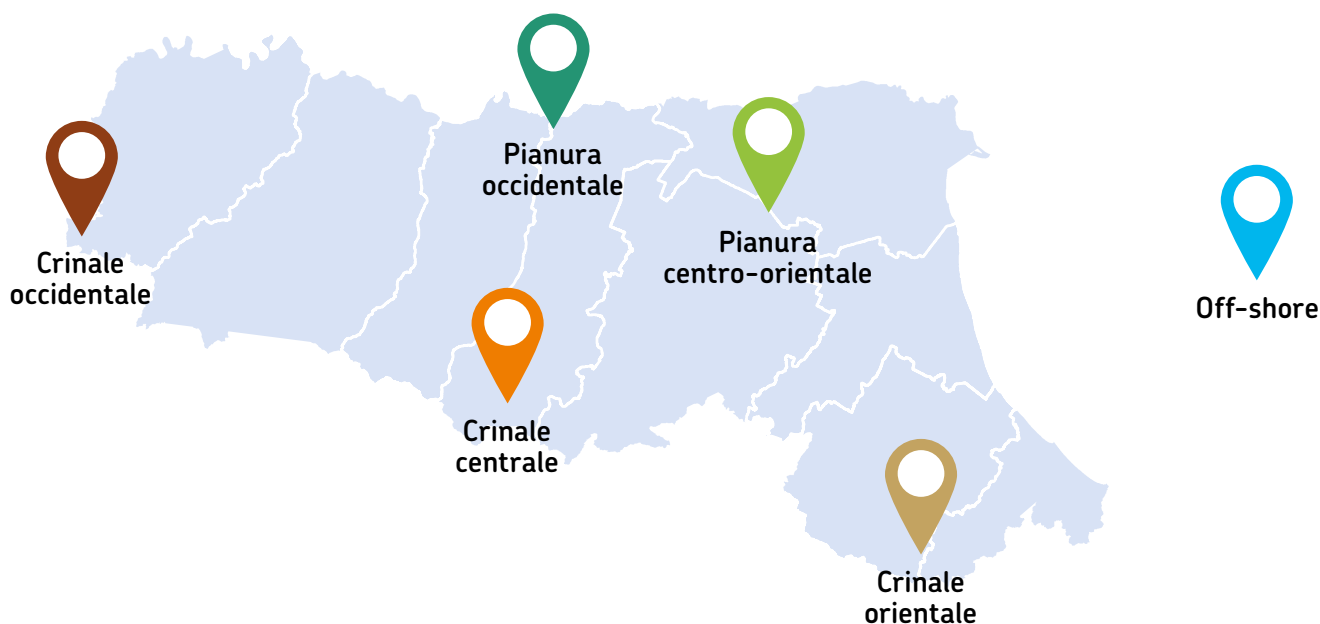 Pianura
occidentale
Pianura
centro-orientale
Crinale
occidentale
Off-shore
Crinale
centrale
Crinale
orientale